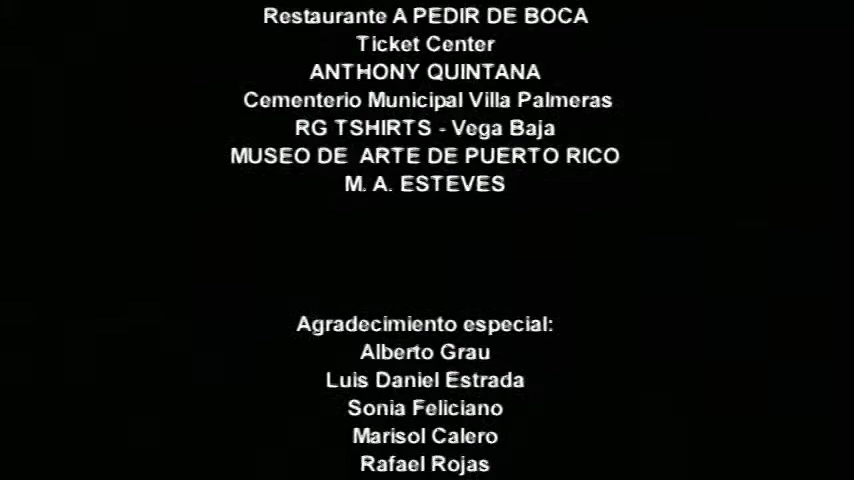 Restaurante A PEDIR DE BOCA
Ticket Center
ANTHONY QUINTANA
Cementerio Municipal Villa Palmeras
RG TSHIRTS - Vega Baja
MUSEO DE ARTE DE PUERTO RICO
M. A. ESTEVES
Agradecimiento especial:
Alberto Grau
Luis Daniel Estrada
Sonia Feliciano
Marisol Calero
Rafael Rojas